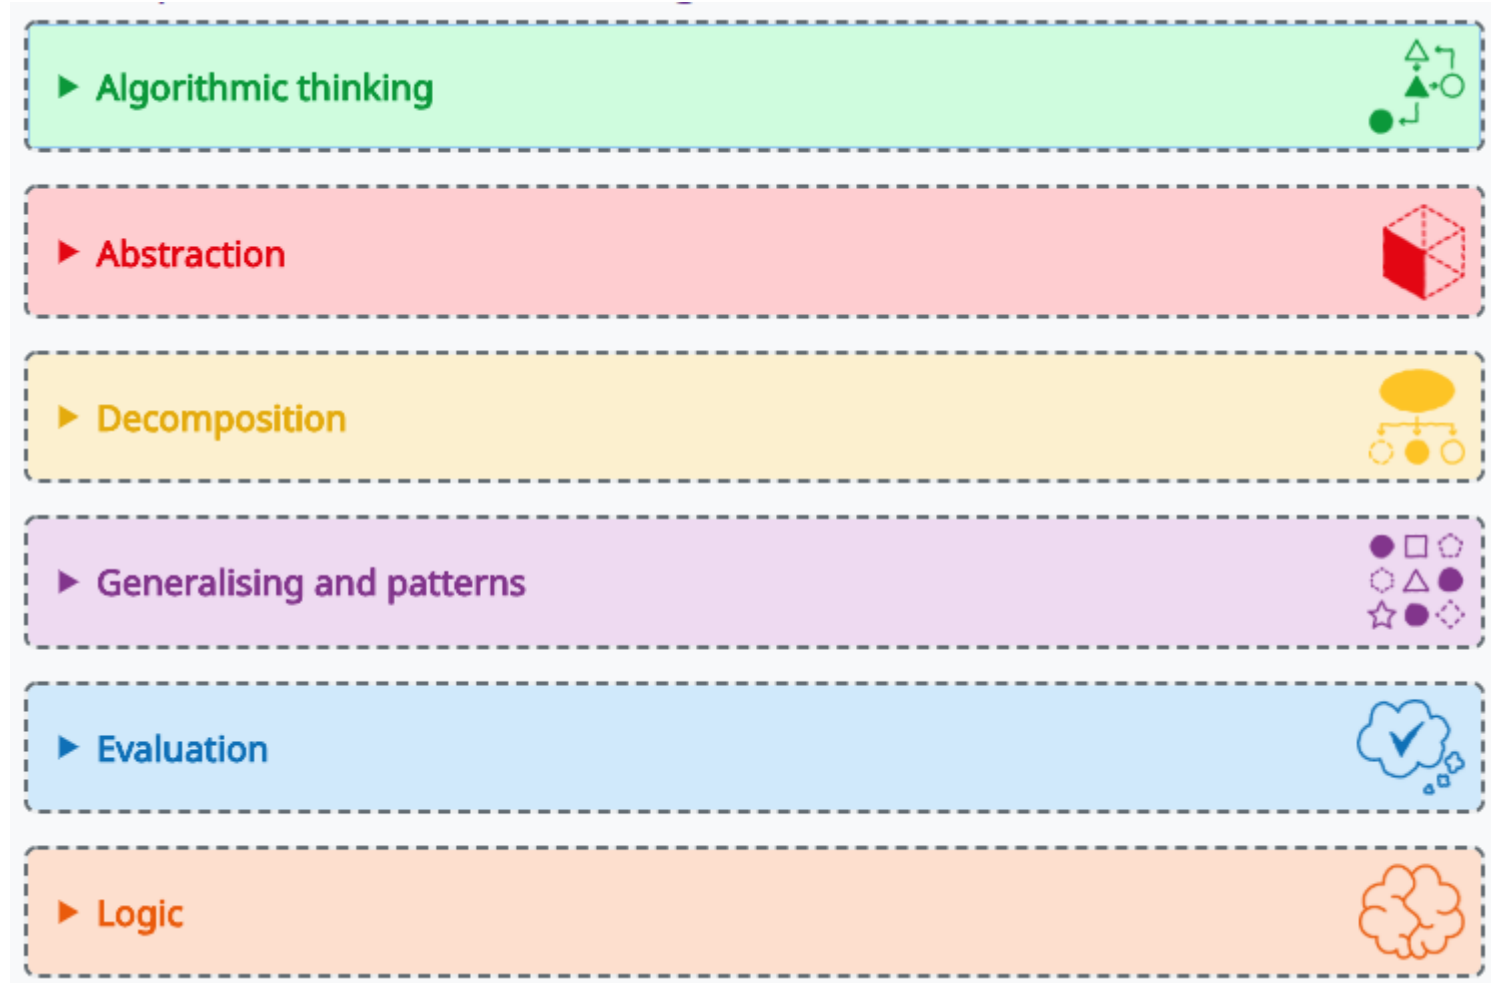 Algorithmic thinking
Abstraction
Decomposition
Generalising and patterns
Evaluation
Logic